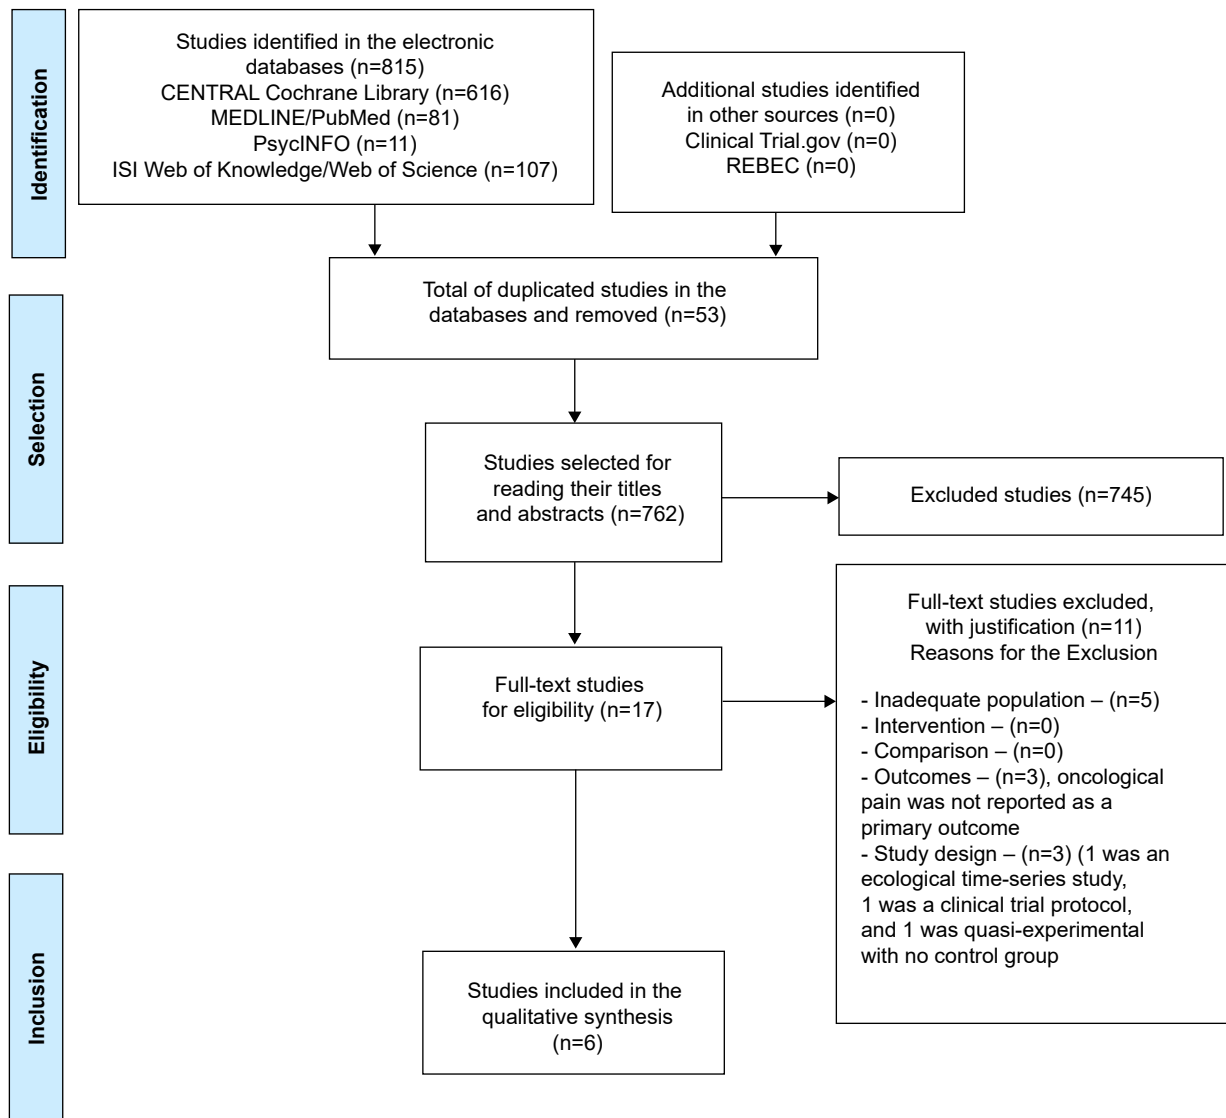 Identification
Studies identified in the electronic
databases (n=815)
CENTRAL Cochrane Library (n=616)
MEDLINE/PubMed (n=81)
PsycINFO (n=11)
ISI Web of Knowledge/Web of Science (n=107)
Additional studies identified
in other sources (n=0)
Clinical Trial.gov (n=0)
REBEC (n=0)
Total of duplicated studies in the
databases and removed (n=53)
Selection
Studies selected for
reading their titles
and abstracts (n=762)
Excluded studies (n=745)
Eligibility
Full-text studies
for eligibility (n=17)
Full-text studies excluded,
with justification (n=11)
Reasons for the Exclusion
- Inadequate population – (n=5)
- Intervention – (n=0)
- Comparison – (n=0)
- Outcomes – (n=3), oncological
pain was not reported as a
primary outcome
- Study design – (n=3) (1 was an
ecological time-series study,
1 was a clinical trial protocol,
and 1 was quasi-experimental
with no control group
Inclusion
Studies included in the
qualitative synthesis
(n=6)